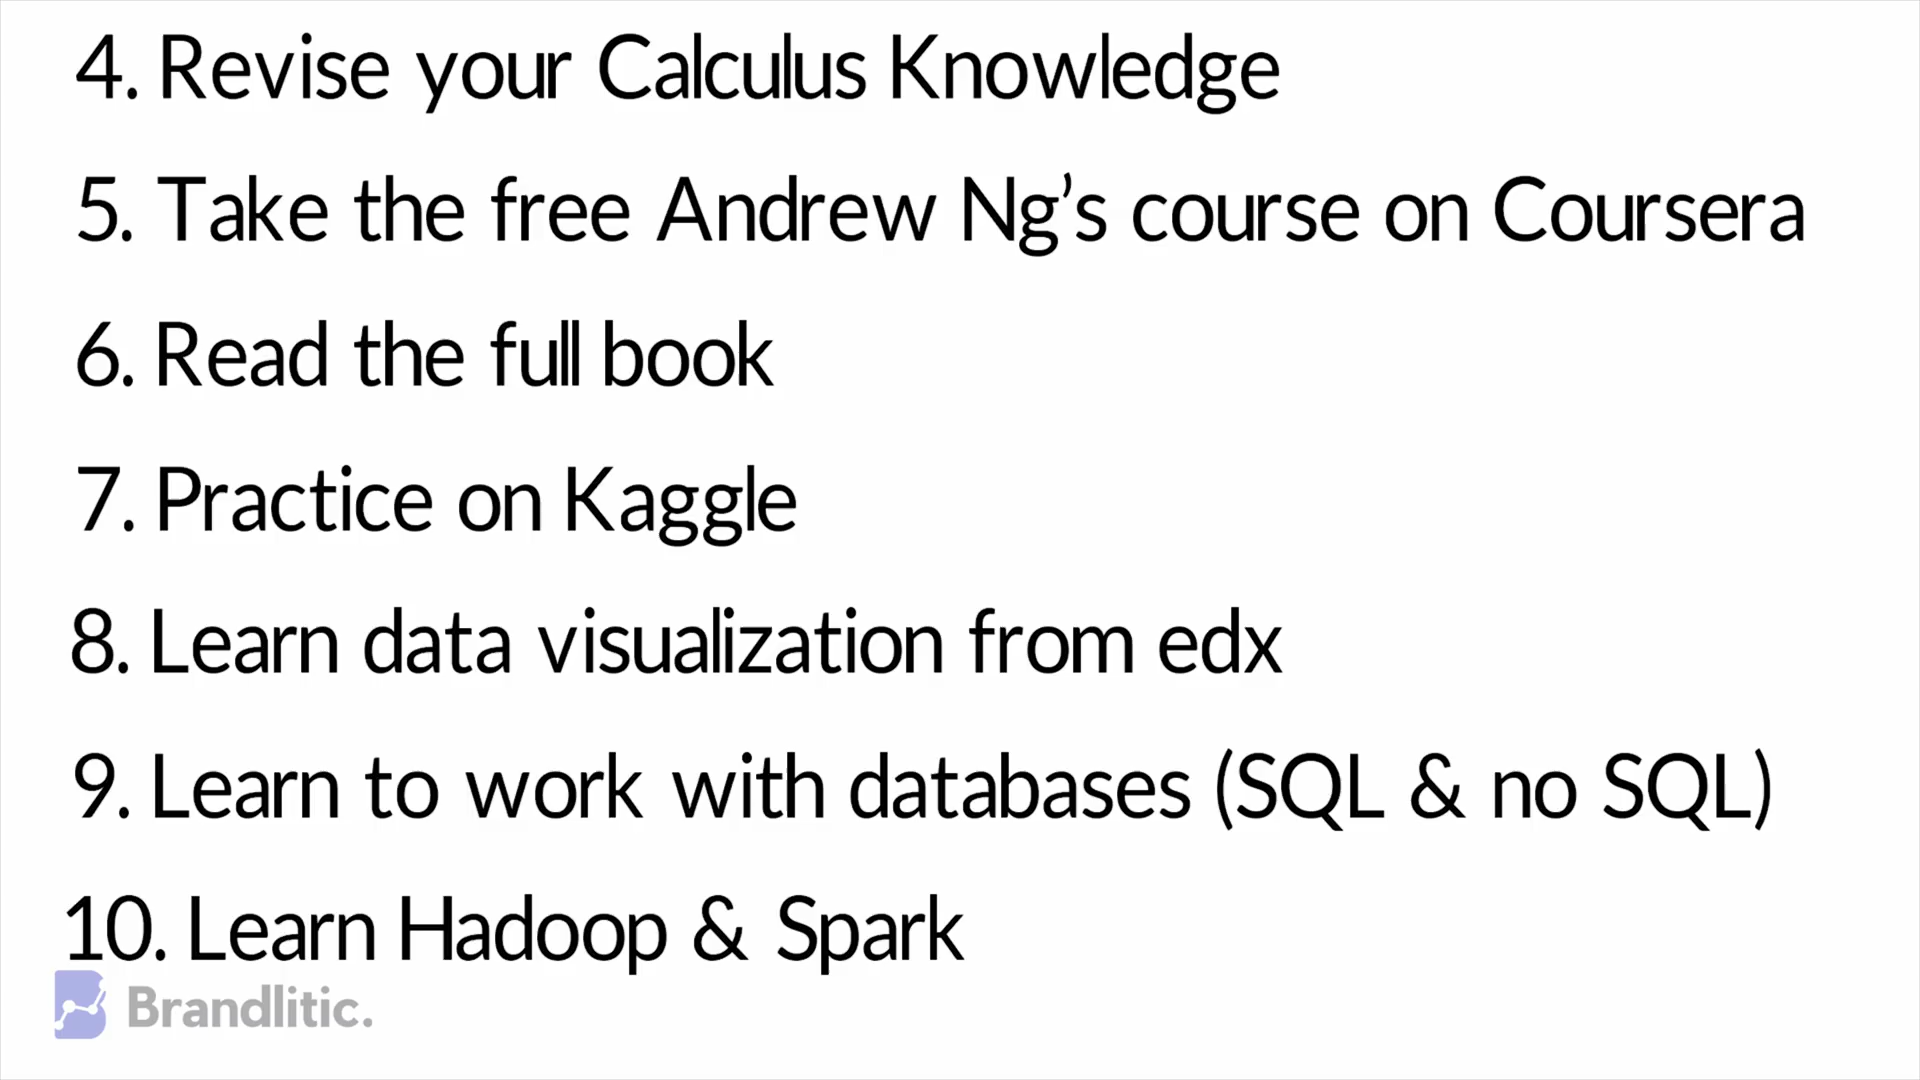 4. Revise your Calculus Knowledge
5. Take the free Andrew Ng’s course on Coursera
6. Read the full book
7. Practice on Kaggle
8. Learn data visualization from edx
9. Learn to work with databases (SQL & no SQL)
10. Learn Hadoop & Spark
Brandlitic.